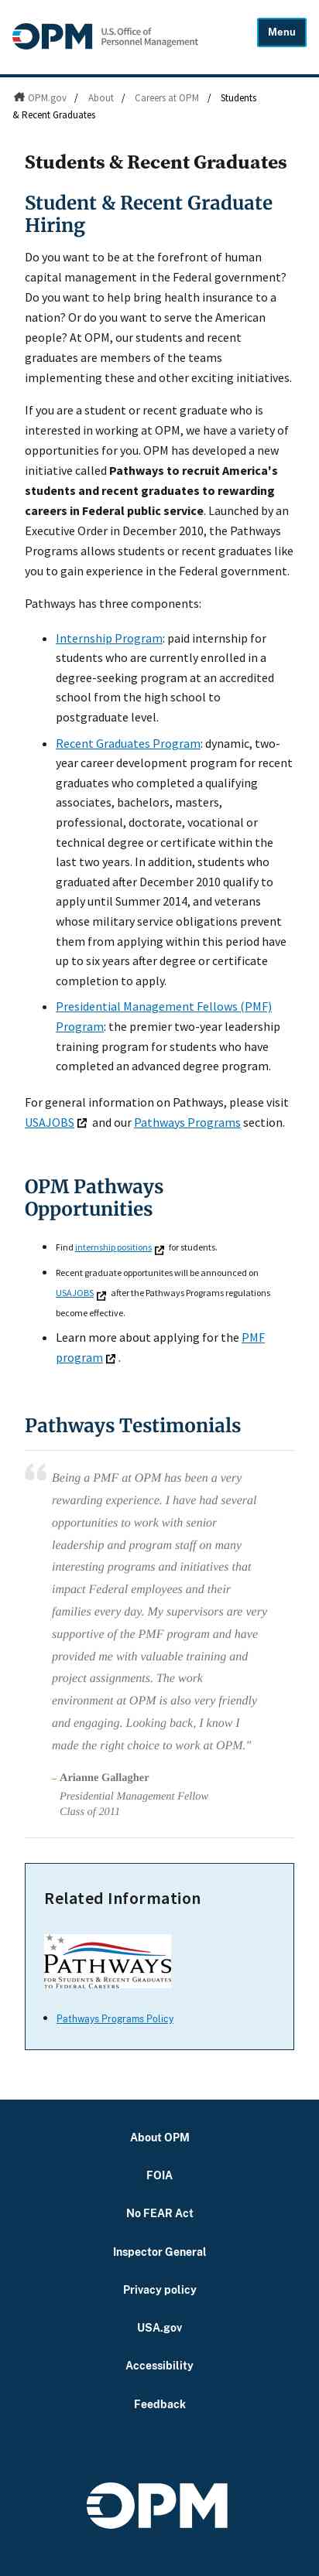 OPM U.S. Office of
Personnel Management
Menu
OPM.gov / About / Careers at OPM / Students
& Recent Graduates
Students & Recent Graduates
Student & Recent Graduate
Hiring
Do you want to be at the forefront of human
capital management in the Federal government?
Do you want to help bring health insurance to a
nation? Or do you want to serve the American
people? At OPM, our students and recent
graduates are members of the teams
implementing these and other exciting initiatives.
If you are a student or recent graduate who is
interested in working at OPM, we have a variety of
opportunities for you. OPM has developed a new
initiative called Pathways to recruit America's
students and recent graduates to rewarding
careers in Federal public service. Launched by an
Executive Order in December 2010, the Pathways
Programs allows students or recent graduates like
you to gain experience in the Federal government.
Pathways has three components:
• Internship Program: paid internship for
students who are currently enrolled in a
degree-seeking program at an accredited
school from the high school to
postgraduate level.
• Recent Graduates Program: dynamic, two-
year career development program for recent
graduates who completed a qualifying
associates, bachelors, masters,
professional, doctorate, vocational or
technical degree or certificate within the
last two years. In addition, students who
graduated after December 2010 qualify to
apply until Summer 2014, and veterans
whose military service obligations prevent
them from applying within this period have
up to six years after degree or certificate
completion to apply.
• Presidential Management Fellows (PMF)
Program: the premier two-year leadership
training program for students who have
completed an advanced degree program.
For general information on Pathways, please visit
USAJOBS and our Pathways Programs section.
OPM Pathways
Opportunities
• Find internship positions for students.
• Recent graduate opportunites will be announced on
USAJOBS after the Pathways Programs regulations
become effective.
• Learn more about applying for the PMF
program .
Pathways Testimonials
“ Being a PMF at OPM has been a very
rewarding experience. I have had several
opportunities to work with senior
leadership and program staff on many
interesting programs and initiatives that
impact Federal employees and their
families every day. My supervisors are very
supportive of the PMF program and have
provided me with valuable training and
project assignments. The work
environment at OPM is also very friendly
and engaging. Looking back, I know I
made the right choice to work at OPM."
– Arianne Gallagher
Presidential Management Fellow
Class of 2011
Related Information
PATHWAYS
FOR STUDENTS & RECENT GRADUATES
TO FEDERAL CAREERS
• Pathways Programs Policy
About OPM
FOIA
No FEAR Act
Inspector General
Privacy policy
USA.gov
Accessibility
Feedback
OPM